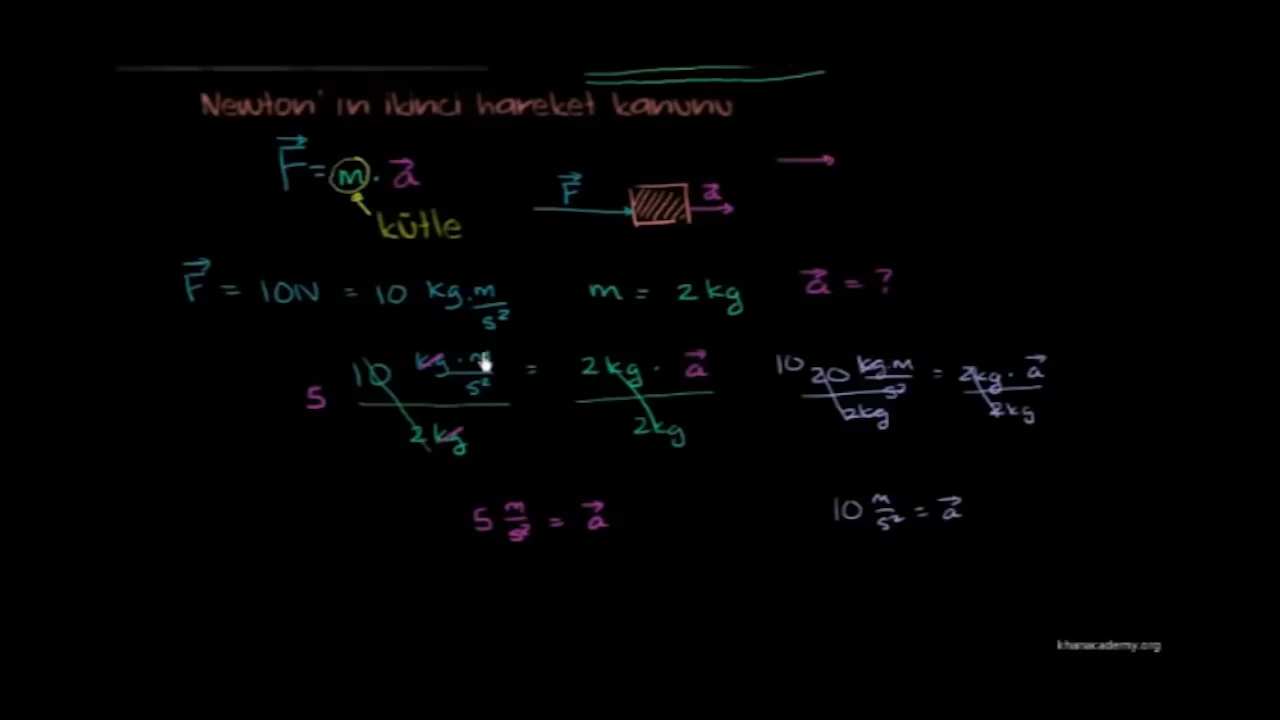 Newton'ın ikinci hareket kanunu
F = m · a
kütle
F a
F = 10N = 10 kg.m/s² m = 2kg a = ?
5 10 kg · m/s² / 2kg = 2kg · a / 2kg
10 20 kg.m/s² / 2kg = 2kg · a / 2kg
5 m/s² = a
10 m/s² = a
khanacademy.org